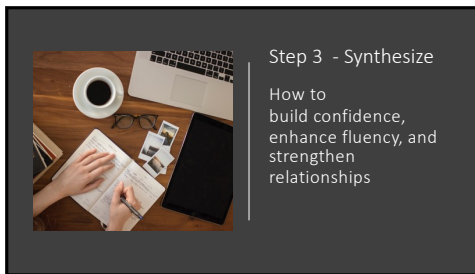 Step 3 - Synthesize
How to
build confidence,
enhance fluency, and
strengthen
relationships